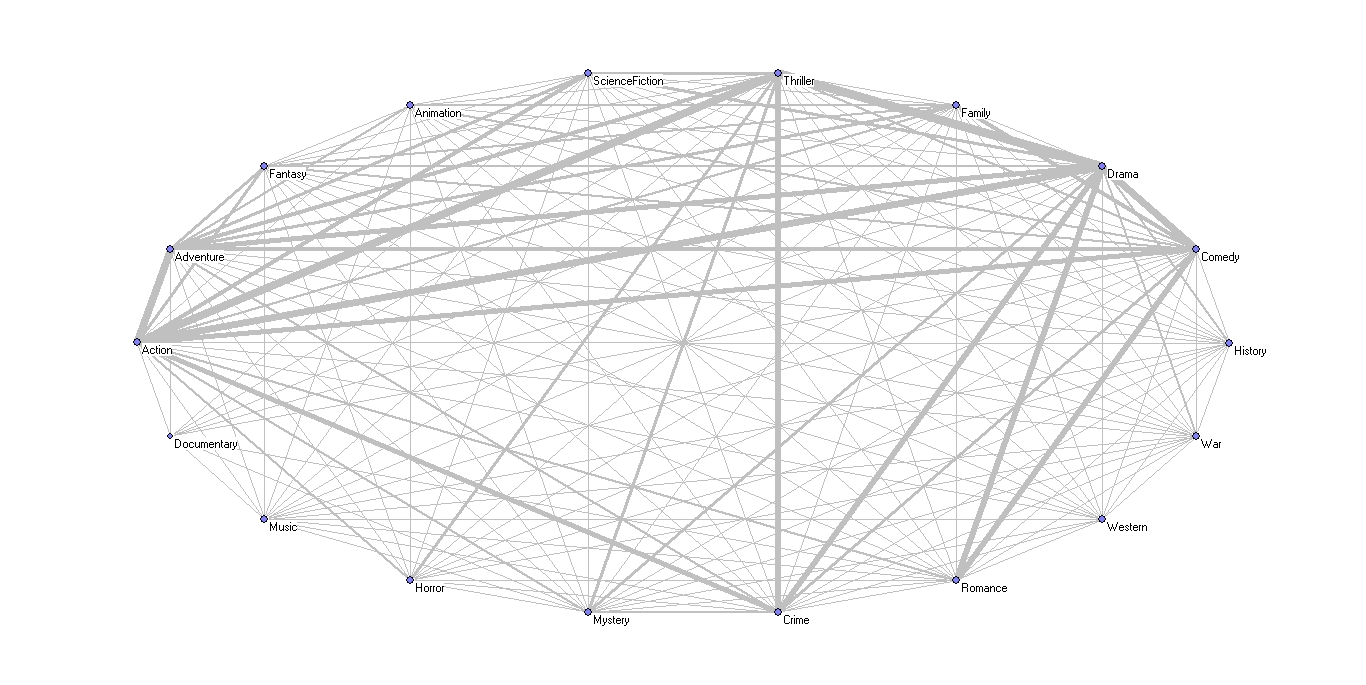 ScienceFiction
Thriller
Animation
Family
Fantasy
Drama
Adventure
Comedy
Action
History
Documentary
War
Music
Western
Horror
Romance
Mystery
Crime